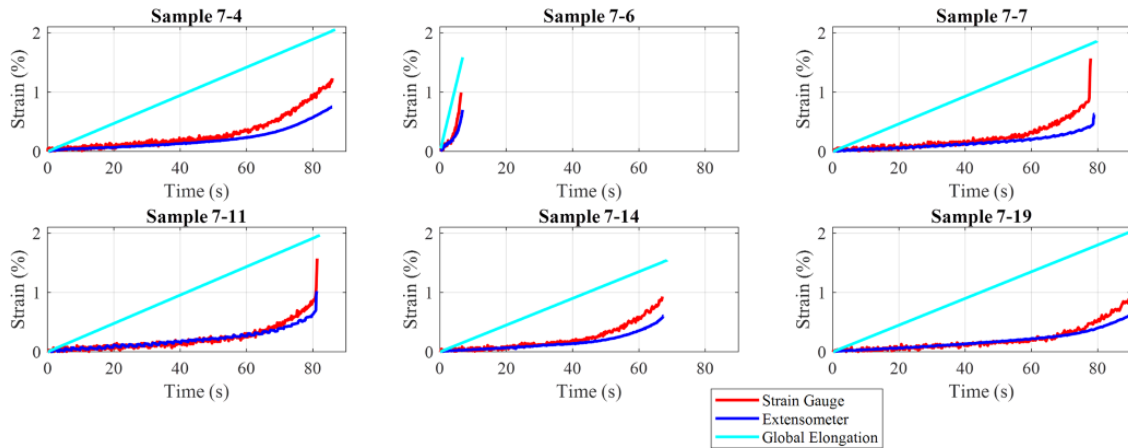 Sample 7-4
Sample 7-6
Sample 7-7
Strain (%)
2
1
0
0 20 40 60 80
Time (s)
Strain (%)
2
1
0
0 20 40 60 80
Time (s)
Strain (%)
2
1
0
0 20 40 60 80
Time (s)
Sample 7-11
Sample 7-14
Sample 7-19
Strain (%)
2
1
0
0 20 40 60 80
Time (s)
Strain (%)
2
1
0
0 20 40 60 80
Time (s)
Strain (%)
2
1
0
0 20 40 60 80
Time (s)
Strain Gauge
Extensometer
Global Elongation